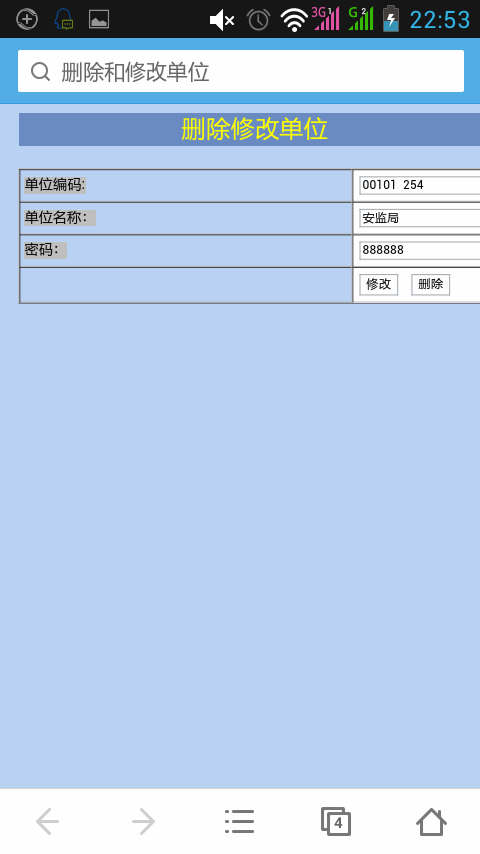 3G 1 G 2 22:53
删除和修改单位
删除修改单位
单位编码: 00101 254
单位名称： 安监局
密码： 888888
修改 删除
4